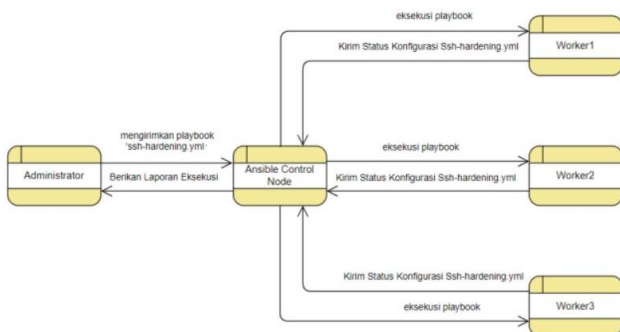 eksekusi playbook
Worker1
Kirim Status Konfigurasi Ssh-hardening.yml
mengirimkan playbook
'ssh-hardening.yml'
Administrator
Berikan Laporan Eksekusi
Ansible Control
Node
eksekusi playbook
Worker2
Kirim Status Konfigurasi Ssh-hardening.yml
Kirim Status Konfigurasi Ssh-hardening.yml
Worker3
eksekusi playbook